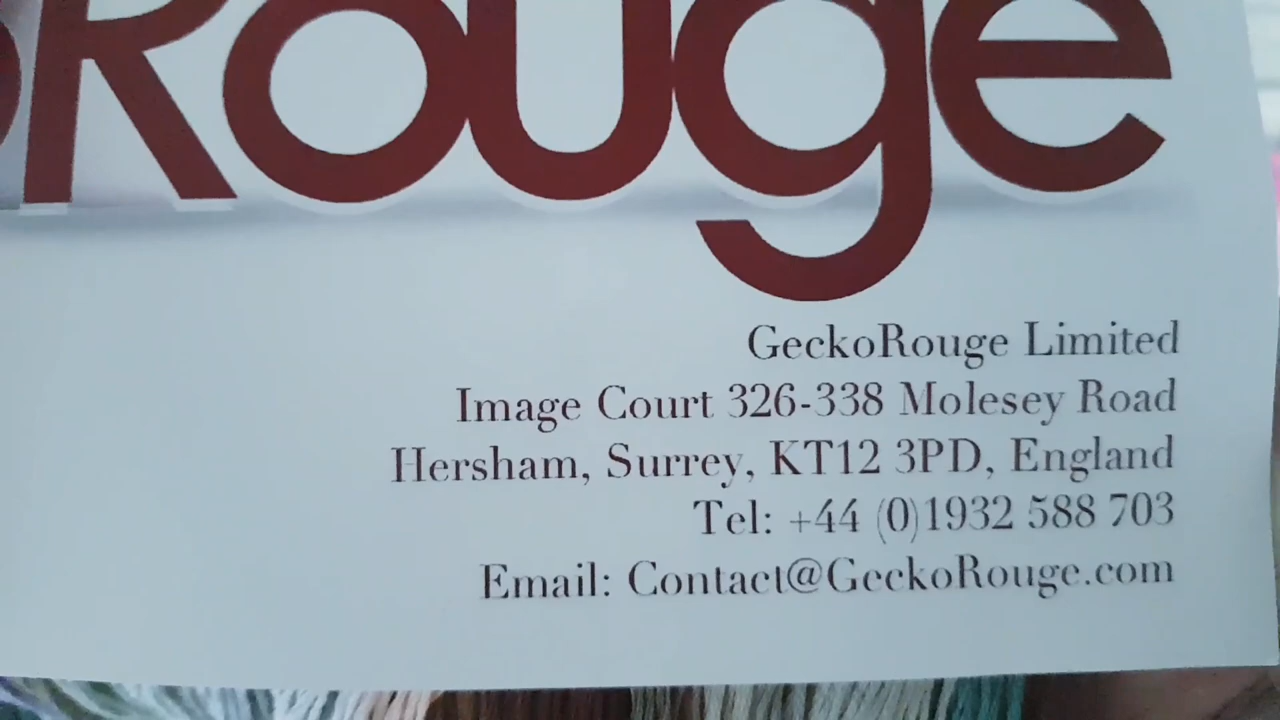 oRouge
GeckoRouge Limited
Image Court 326-338 Molesey Road
Hersham, Surrey, KT12 3PD, England
Tel: +44 (0)1932 588 703
Email: Contact@GeckoRouge.com